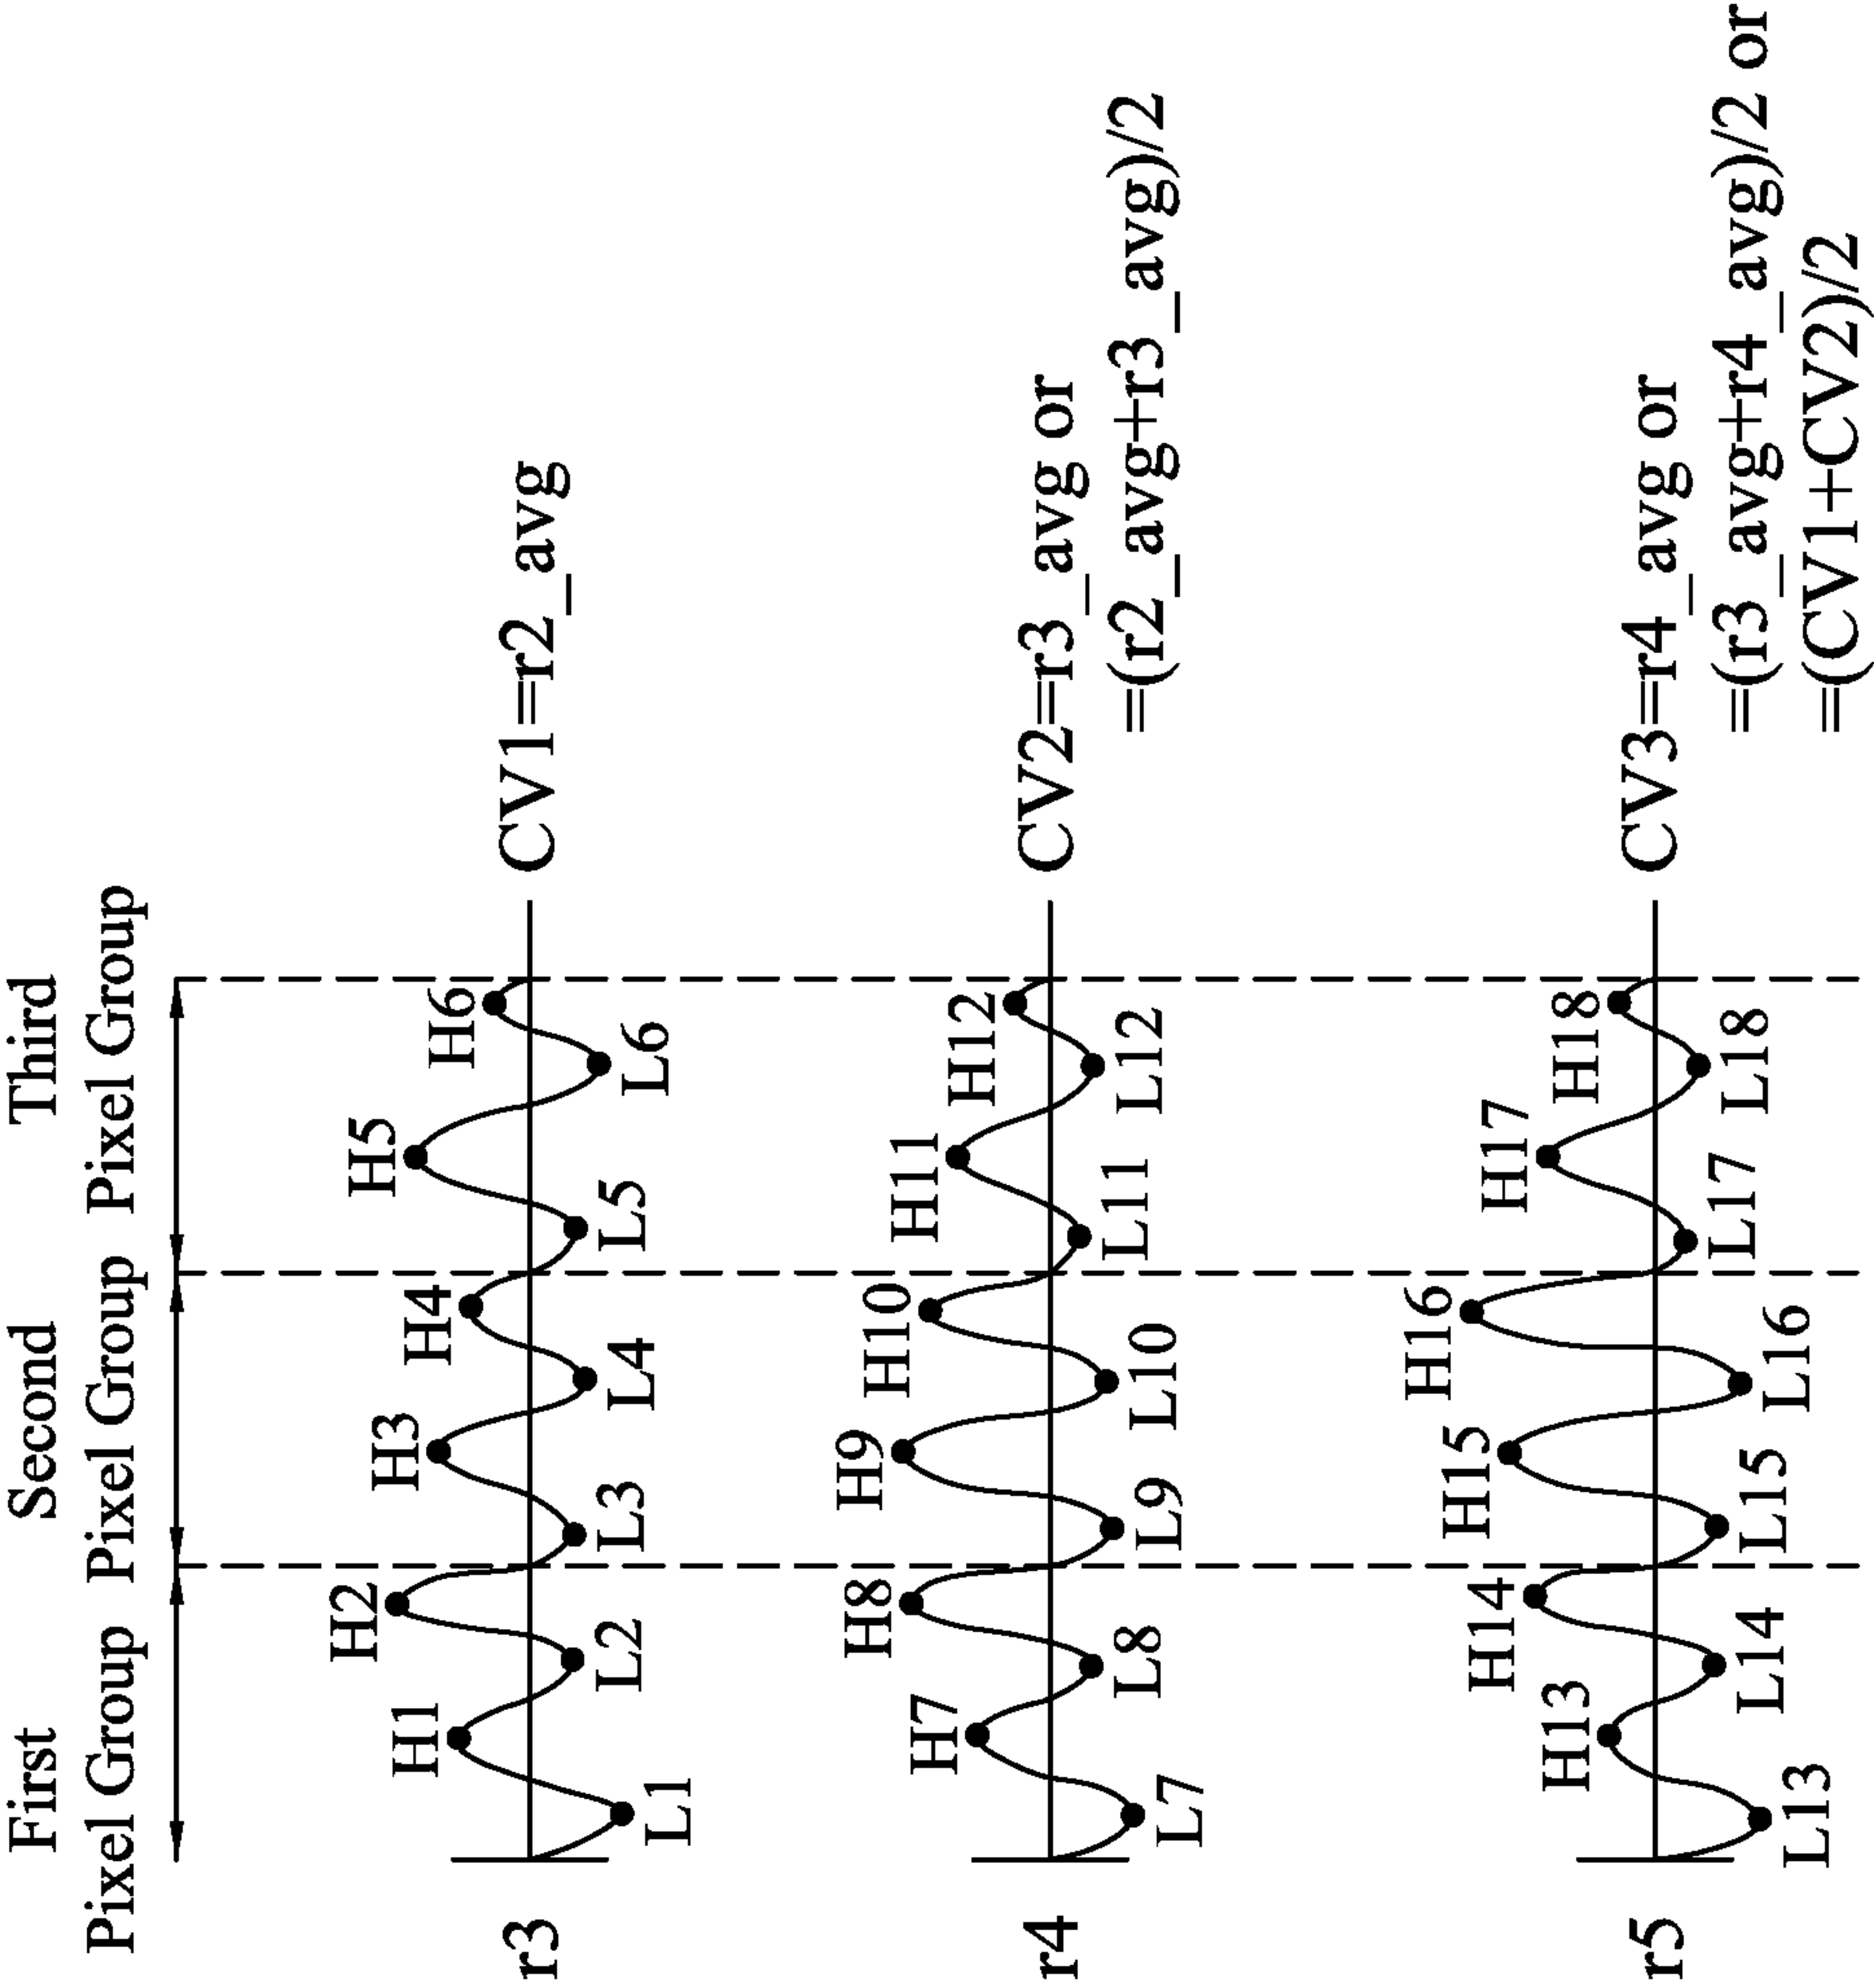 First
Pixel Group
Second
Pixel Group
Third
Pixel Group
r3
L1
H1
L2
H2
L3
H3
L4
H4
L5
H5
L6
H6
CV1=r2_avg
r4
L7
H7
L8
H8
L9
H9
L10
H10
L11
H11
L12
H12
CV2=r3_avg or
=(r2_avg+r3_avg)/2
r5
L13
H13
L14
H14
L15
H15
L16
H16
L17
H17
L18
H18
CV3=r4_avg or
=(r3_avg+r4_avg)/2 or
=(CV1+CV2)/2